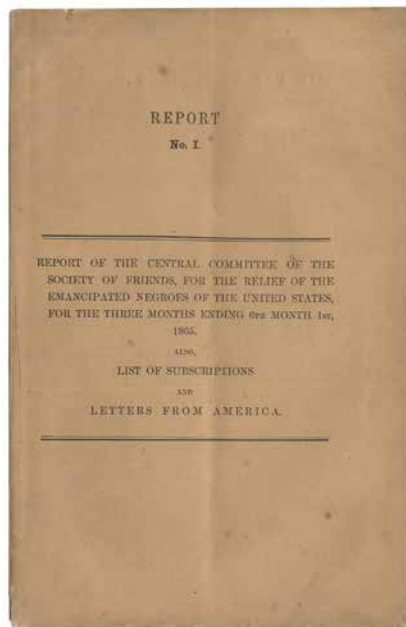 REPORT
No. I.
REPORT OF THE CENTRAL COMMITTEE OF THE
SOCIETY OF FRIENDS, FOR THE RELIEF OF THE
EMANCIPATED NEGROES OF THE UNITED STATES,
FOR THE THREE MONTHS ENDING 6TH MONTH 1ST,
1865.
ALSO,
LIST OF SUBSCRIPTIONS
AND
LETTERS FROM AMERICA.